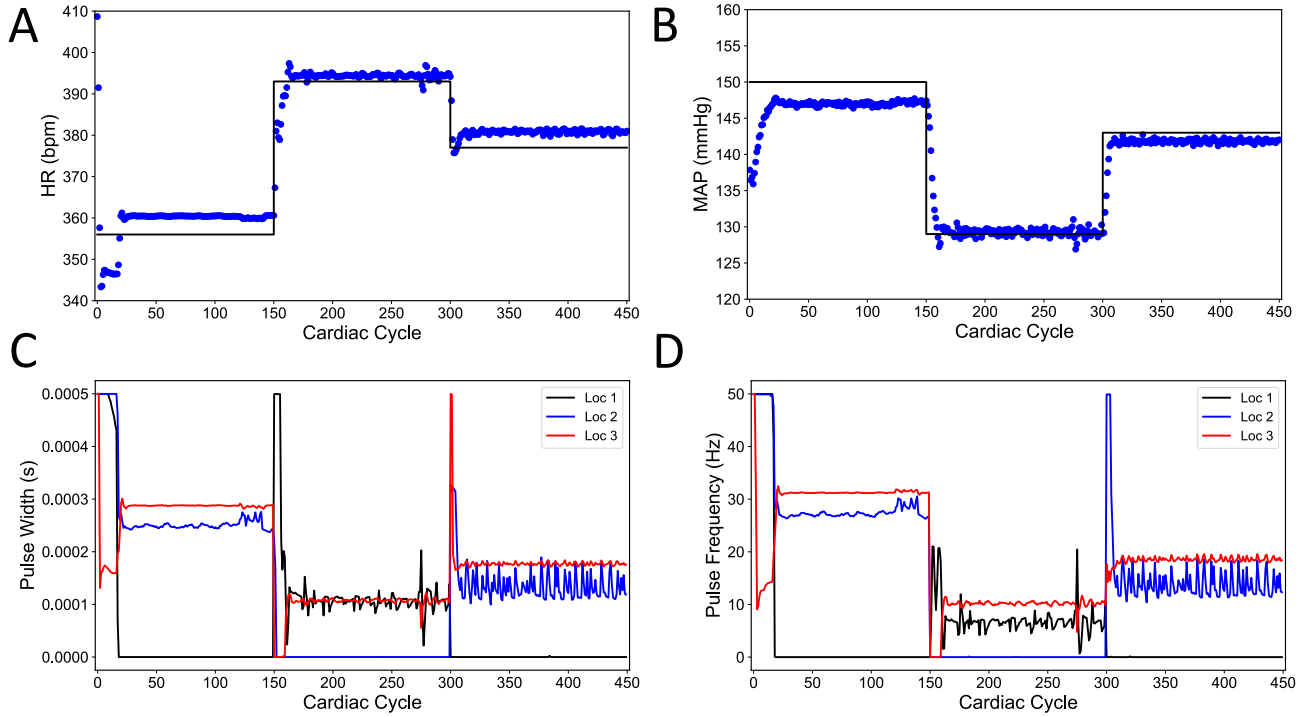 A
HR (bpm)
410
400
390
380
370
360
350
340
0 50 100 150 200 250 300 350 400 450
Cardiac Cycle
B
MAP (mmHg)
160
155
150
145
140
135
130
125
120
0 50 100 150 200 250 300 350 400 450
Cardiac Cycle
C
Pulse Width (s)
0.0005
0.0004
0.0003
0.0002
0.0001
0.0000
0 50 100 150 200 250 300 350 400 450
Cardiac Cycle
Loc 1
Loc 2
Loc 3
D
Pulse Frequency (Hz)
50
40
30
20
10
0
0 50 100 150 200 250 300 350 400 450
Cardiac Cycle
Loc 1
Loc 2
Loc 3